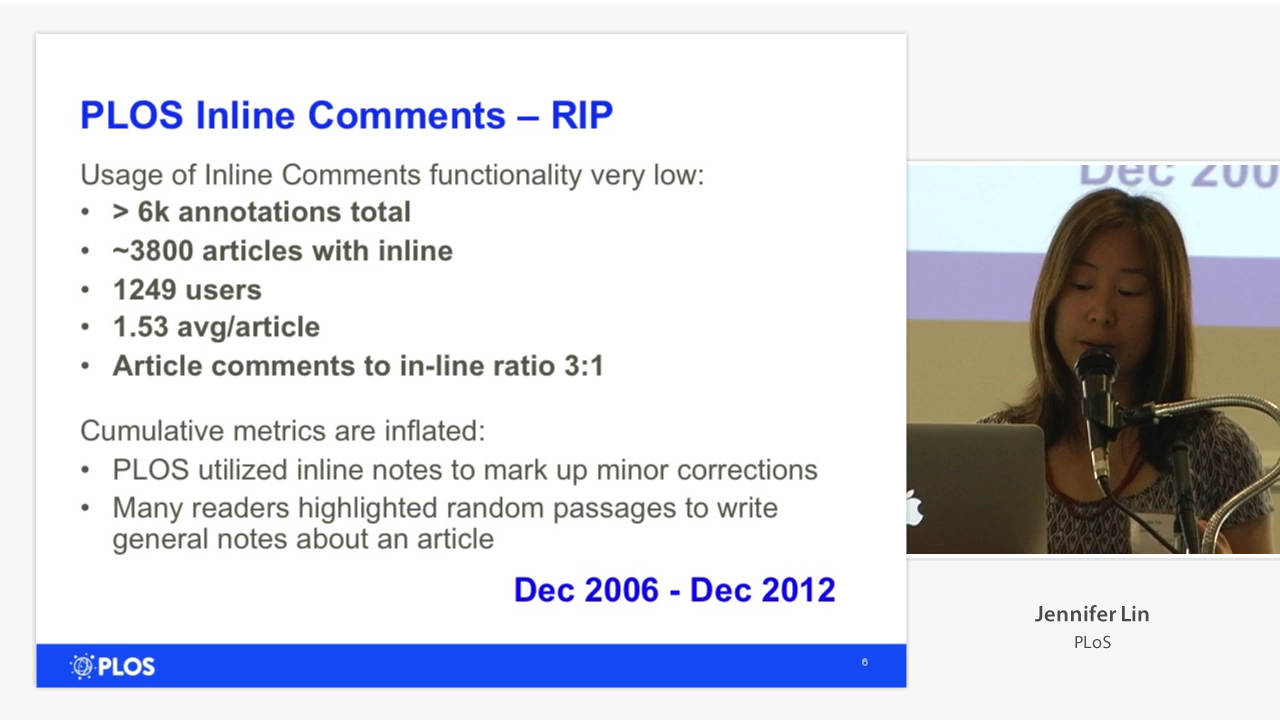 PLOS Inline Comments – RIP
Usage of Inline Comments functionality very low:
• > 6k annotations total
• ~3800 articles with inline
• 1249 users
• 1.53 avg/article
• Article comments to in-line ratio 3:1
Cumulative metrics are inflated:
• PLOS utilized inline notes to mark up minor corrections
• Many readers highlighted random passages to write
general notes about an article
Dec 2006 - Dec 2012
PLOS
6
Dec 200
Jennifer Lin
PLoS